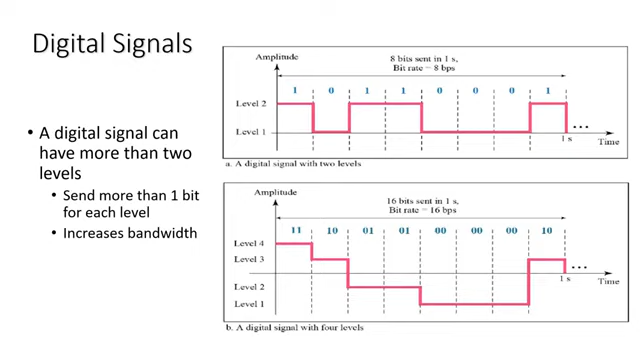 Digital Signals
• A digital signal can
have more than two
levels
• Send more than 1 bit
for each level
• Increases bandwidth
Amplitude
8 bits sent in 1 s,
Bit rate = 8 bps
1 0 1 1 0 0 0 1
Level 2
Level 1
...
1 s
Time
a. A digital signal with two levels
Amplitude
16 bits sent in 1 s,
Bit rate = 16 bps
11 10 01 01 00 00 00 10
Level 4
Level 3
Level 2
Level 1
...
1 s
Time
b. A digital signal with four levels